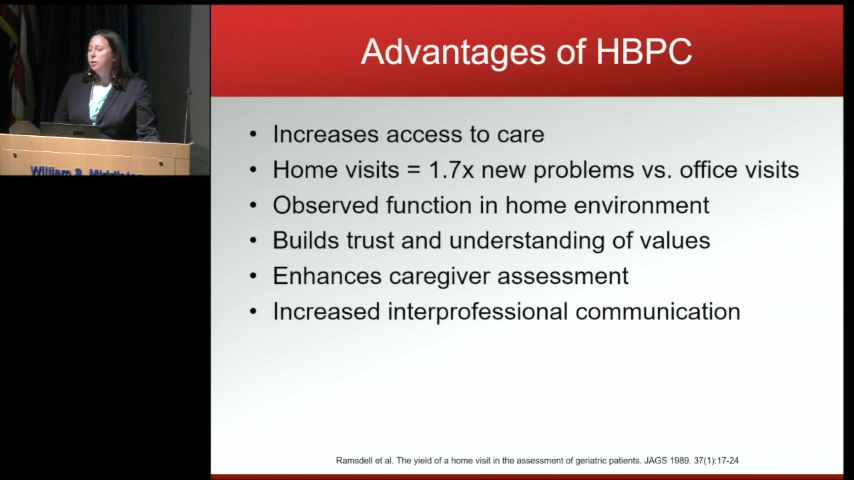 Advantages of HBPC
• Increases access to care
• Home visits = 1.7x new problems vs. office visits
• Observed function in home environment
• Builds trust and understanding of values
• Enhances caregiver assessment
• Increased interprofessional communication
Ramsdell et al. The yield of a home visit in the assessment of geriatric patients. JAGS 1989. 37(1):17-24
William S. Middleton